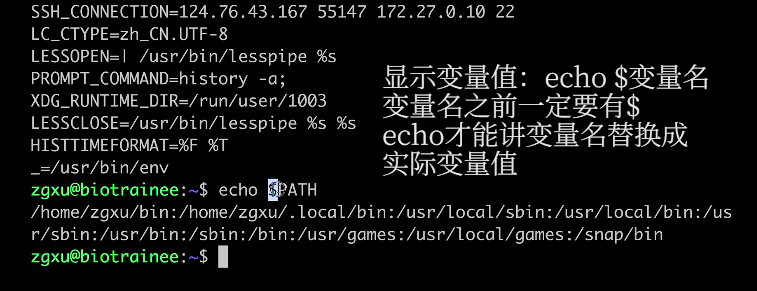 SSH_CONNECTION=124.76.43.167 55147 172.27.0.10 22
LC_CTYPE=zh_CN.UTF-8
LESSOPEN=| /usr/bin/lesspipe %s
PROMPT_COMMAND=history -a;
XDG_RUNTIME_DIR=/run/user/1003
LESSCLOSE=/usr/bin/lesspipe %s %s
HISTTIMEFORMAT=%F %T
_=/usr/bin/env
zgxu@biotrainee:~$ echo $PATH
/home/zgxu/bin:/home/zgxu/.local/bin:/usr/local/sbin:/usr/local/bin:/us
r/sbin:/usr/bin:/sbin:/bin:/usr/games:/usr/local/games:/snap/bin
zgxu@biotrainee:~$
显示变量值：echo $变量名
变量名之前一定要有$
echo才能讲变量名替换成
实际变量值